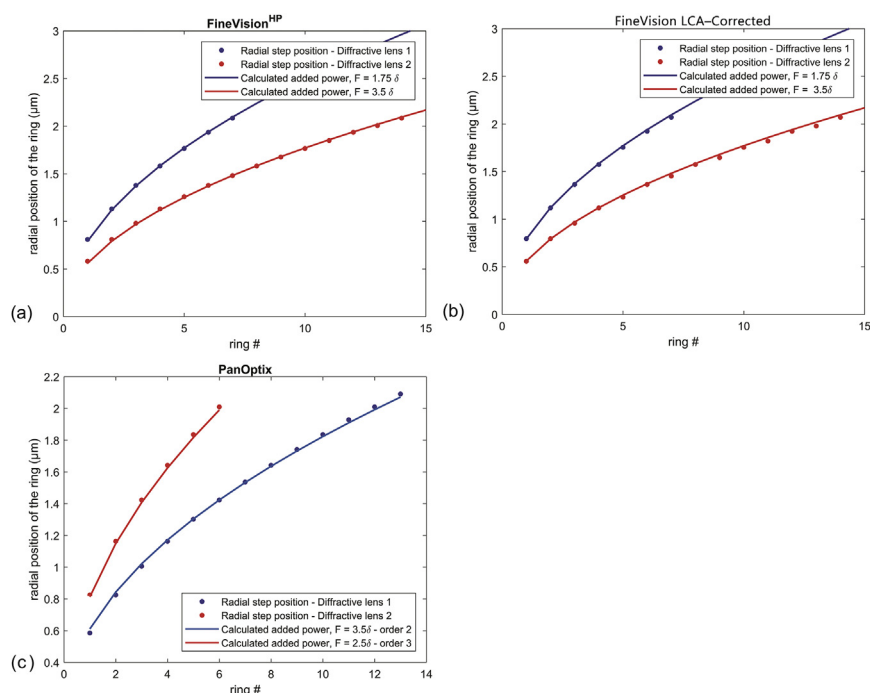 FineVisionHP
3
2.5
2
1.5
1
0.5
0
radial position of the ring (μm)
Radial step position - Diffractive lens 1
Radial step position - Diffractive lens 2
Calculated added power, F = 1.75 δ
Calculated added power, F = 3.5 δ
0 5 10 15
ring #
(a)
FineVision LCA–Corrected
3
2.5
2
1.5
1
0.5
0
radial position of the ring (μm)
Radial step position - Diffractive lens 1
Radial step position - Diffractive lens 2
Calculated added power, F = 1.75 δ
Calculated added power, F = 3.5δ
0 5 10 15
ring #
(b)
PanOptix
2.2
2
1.8
1.6
1.4
1.2
1
0.8
0.6
0.4
radial position of the ring (μm)
Radial step position - Diffractive lens 1
Radial step position - Diffractive lens 2
Calculated added power, F = 3.5δ - order 2
Calculated added power, F = 2.5δ - order 3
0 2 4 6 8 10 12 14
ring #
(c)